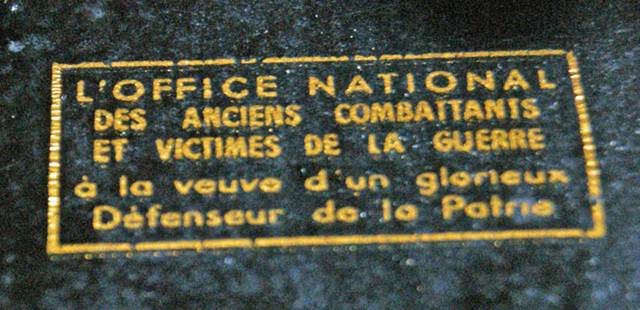 L'OFFICE NATIONAL
DES ANCIENS COMBATTANTS
ET VICTIMES DE LA GUERRE
à la veuve d'un glorieux
Défenseur de la Patrie